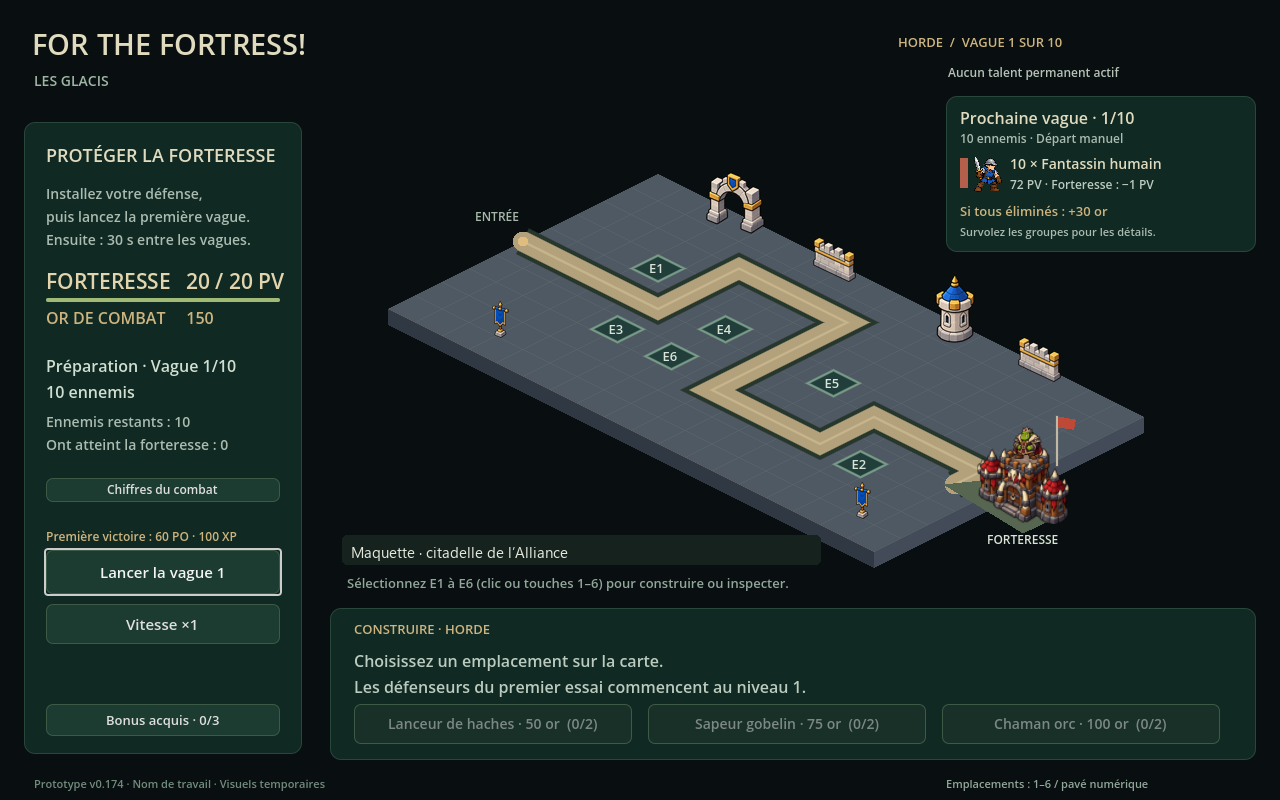 FOR THE FORTRESS!
LES GLACIS
HORDE / VAGUE 1 SUR 10
Aucun talent permanent actif
Prochaine vague · 1/10
10 ennemis · Départ manuel
10 × Fantassin humain
72 PV · Forteresse : −1 PV
Si tous éliminés : +30 or
Survolez les groupes pour les détails.
PROTÉGER LA FORTERESSE
Installez votre défense,
puis lancez la première vague.
Ensuite : 30 s entre les vagues.
FORTERESSE 20 / 20 PV
OR DE COMBAT 150
Préparation · Vague 1/10
10 ennemis
Ennemis restants : 10
Ont atteint la forteresse : 0
Chiffres du combat
Première victoire : 60 PO · 100 XP
Lancer la vague 1
Vitesse ×1
Bonus acquis · 0/3
ENTRÉE
E1
E3
E4
E6
E5
E2
FORTERESSE
Maquette · citadelle de l’Alliance
Sélectionnez E1 à E6 (clic ou touches 1–6) pour construire ou inspecter.
CONSTRUIRE · HORDE
Choisissez un emplacement sur la carte.
Les défenseurs du premier essai commencent au niveau 1.
Lanceur de haches · 50 or (0/2)
Sapeur gobelin · 75 or (0/2)
Chaman orc · 100 or (0/2)
Prototype v0.174 · Nom de travail · Visuels temporaires
Emplacements : 1–6 / pavé numérique